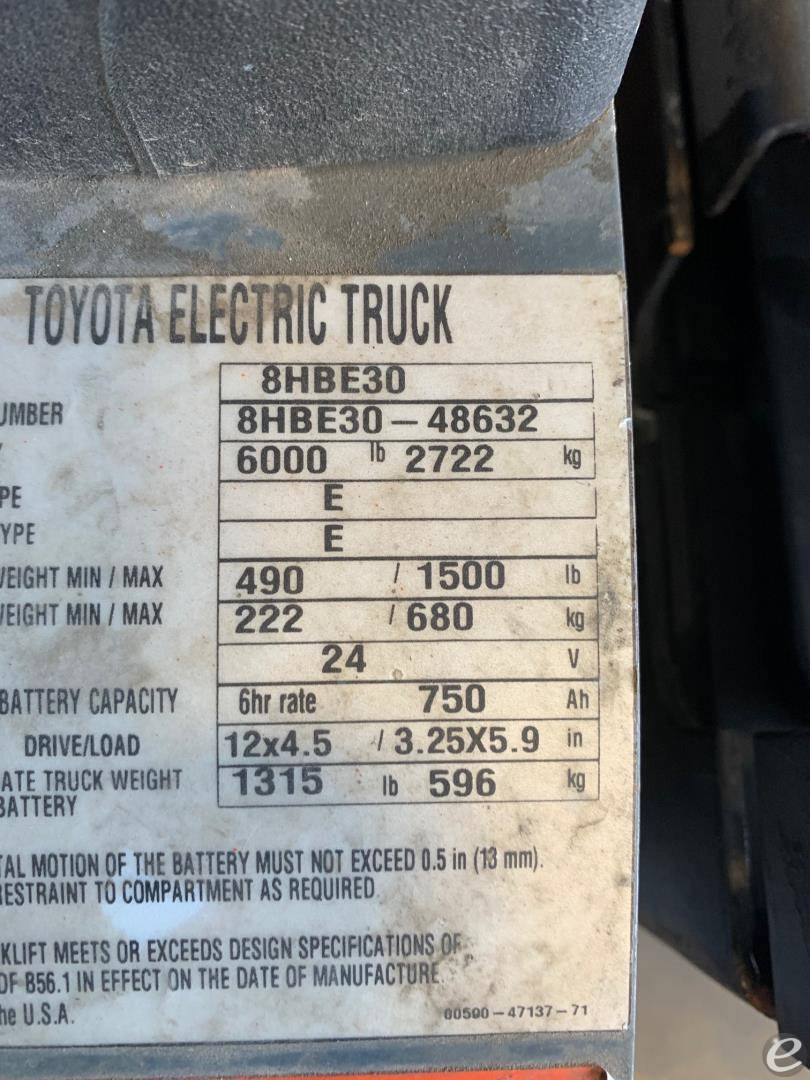 TOYOTA ELECTRIC TRUCK
8HBE30
UMBER 8HBE30-48632
6000 lb 2722 kg
PE E
YPE E
EIGHT MIN / MAX 490 / 1500 lb
EIGHT MIN / MAX 222 / 680 kg
24 V
BATTERY CAPACITY 6hr rate 750 Ah
DRIVE/LOAD 12x4.5 / 3.25X5.9 in
ATE TRUCK WEIGHT 1315 lb 596 kg
BATTERY
TAL MOTION OF THE BATTERY MUST NOT EXCEED 0.5 in (13 mm).
RESTRAINT TO COMPARTMENT AS REQUIRED
KLIFT MEETS OR EXCEEDS DESIGN SPECIFICATIONS OF
OF B56.1 IN EFFECT ON THE DATE OF MANUFACTURE.
he U.S.A.
00590-47137-71
e